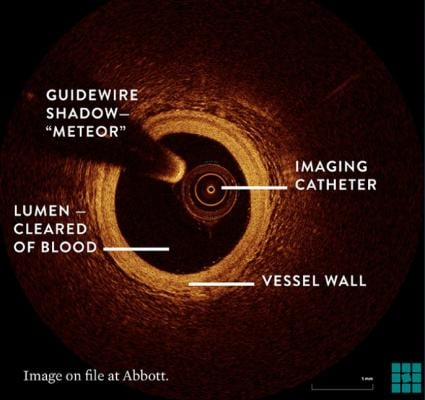 GUIDEWIRE
SHADOW—
“METEOR”
IMAGING
CATHETER
LUMEN —
CLEARED
OF BLOOD
VESSEL WALL
Image on file at Abbott.
1 mm